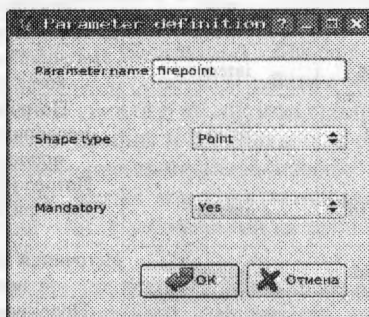 Parameter definition ?
Parameter name firepoint
Shape type Point
Mandatory Yes
OK Отмена